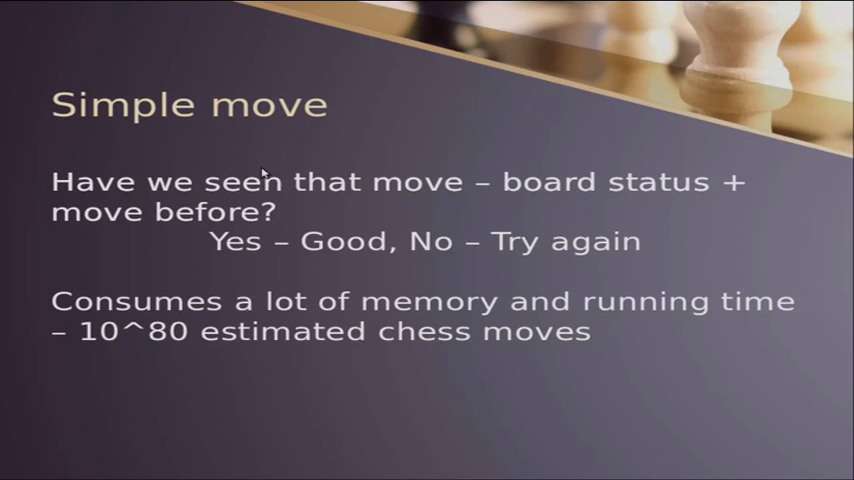 Simple move
Have we seen that move – board status +
move before?
Yes – Good, No – Try again
Consumes a lot of memory and running time
– 10^80 estimated chess moves